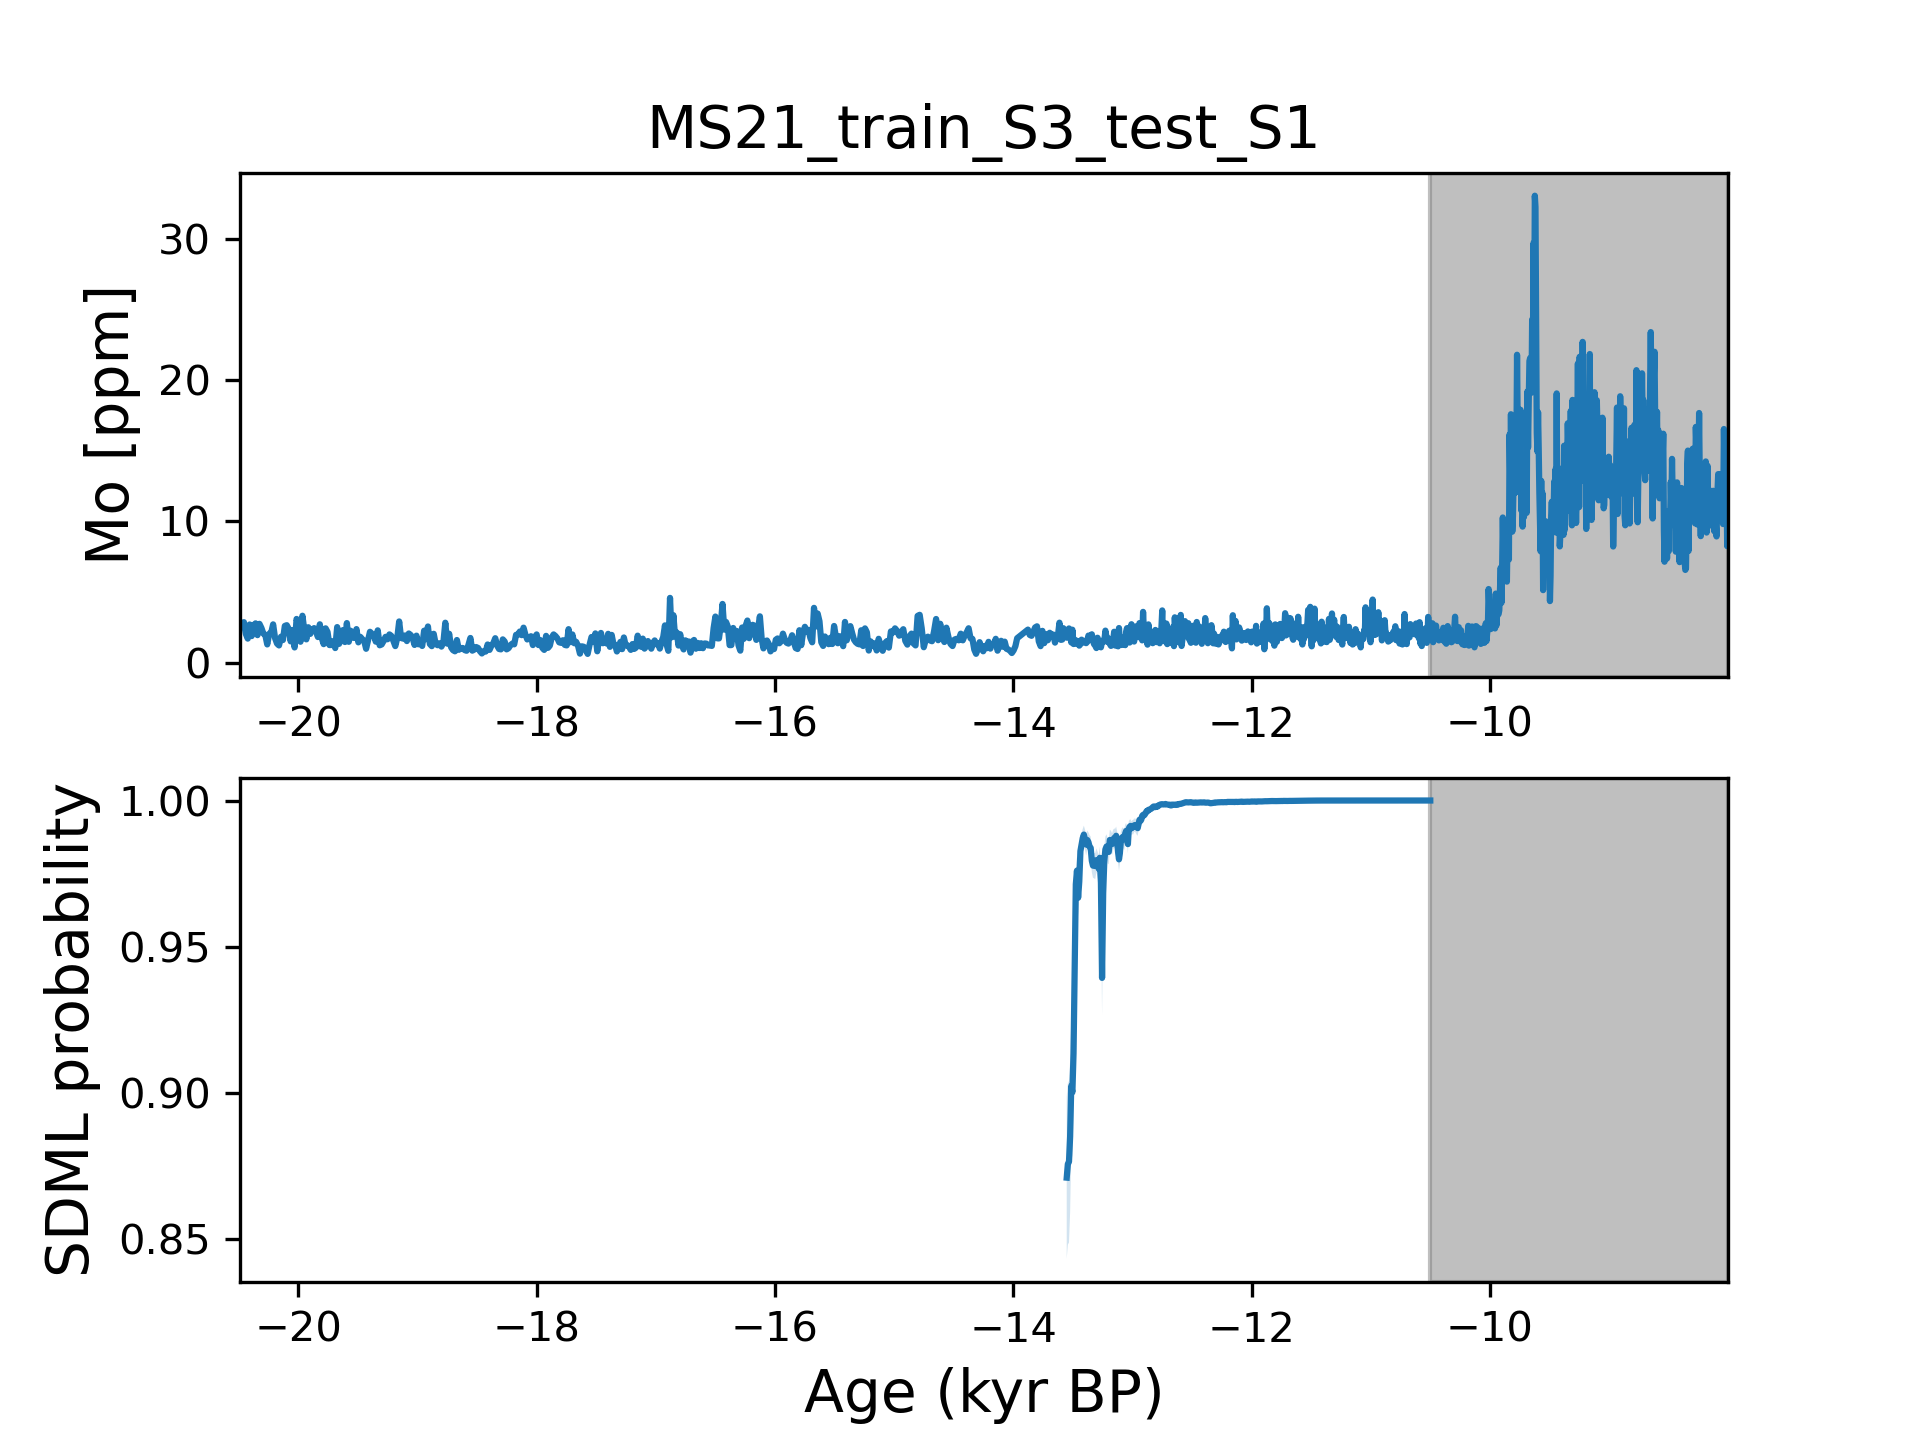 MS21_train_S3_test_S1
Mo [ppm]
30
20
10
0
−20 −18 −16 −14 −12 −10
SDML probability
1.00
0.95
0.90
0.85
−20 −18 −16 −14 −12 −10
Age (kyr BP)